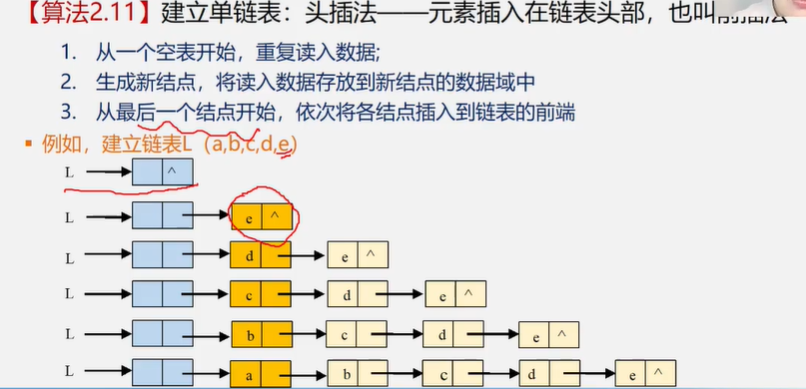 【算法2.11】建立单链表：头插法——元素插入在链表头部，也叫前插法
1. 从一个空表开始，重复读入数据;
2. 生成新结点，将读入数据存放到新结点的数据域中
3. 从最后一个结点开始，依次将各结点插入到链表的前端
▪ 例如，建立链表L（a,b,c,d,e)
L ^
L e ^
L d e ^
L c d e ^
L b c d e ^
L a b c d e ^